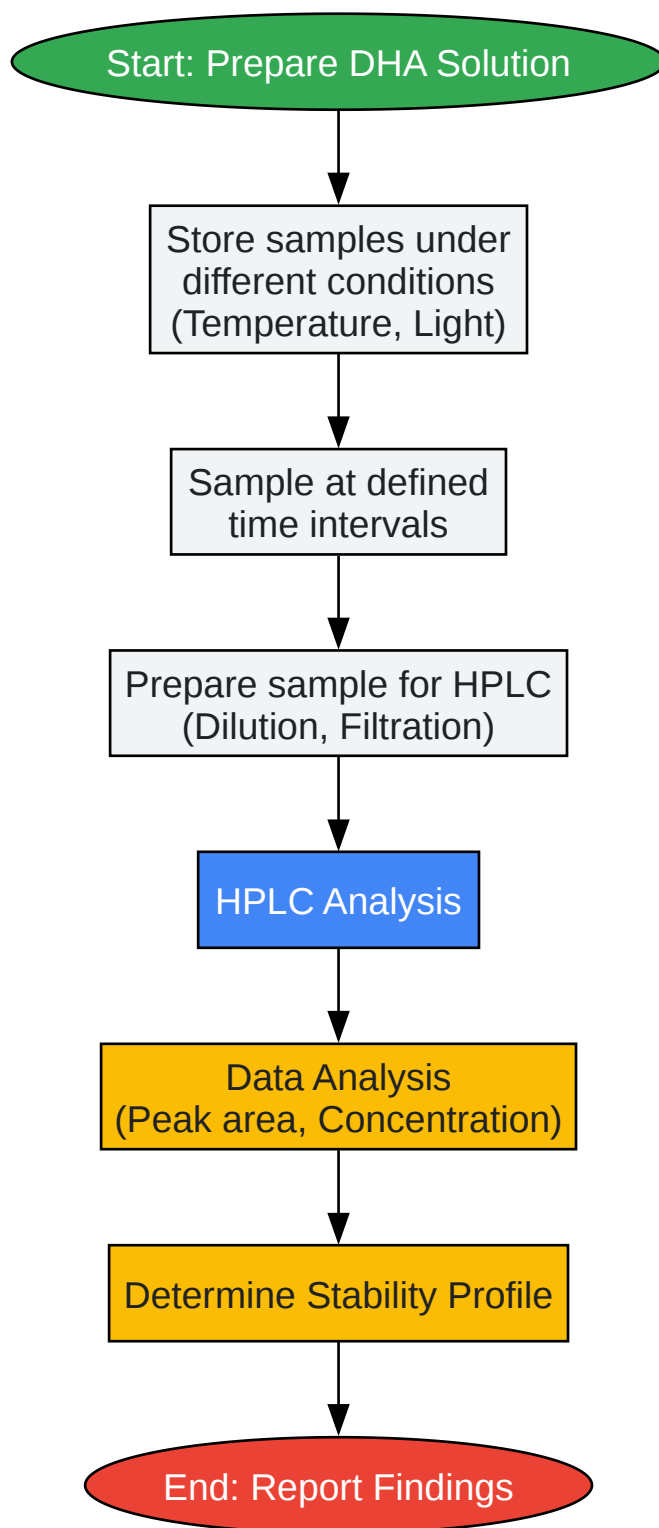 Start: Prepare DHA Solution
Store samples under
different conditions
(Temperature, Light)
Sample at defined
time intervals
Prepare sample for HPLC
(Dilution, Filtration)
HPLC Analysis
Data Analysis
(Peak area, Concentration)
Determine Stability Profile
End: Report Findings